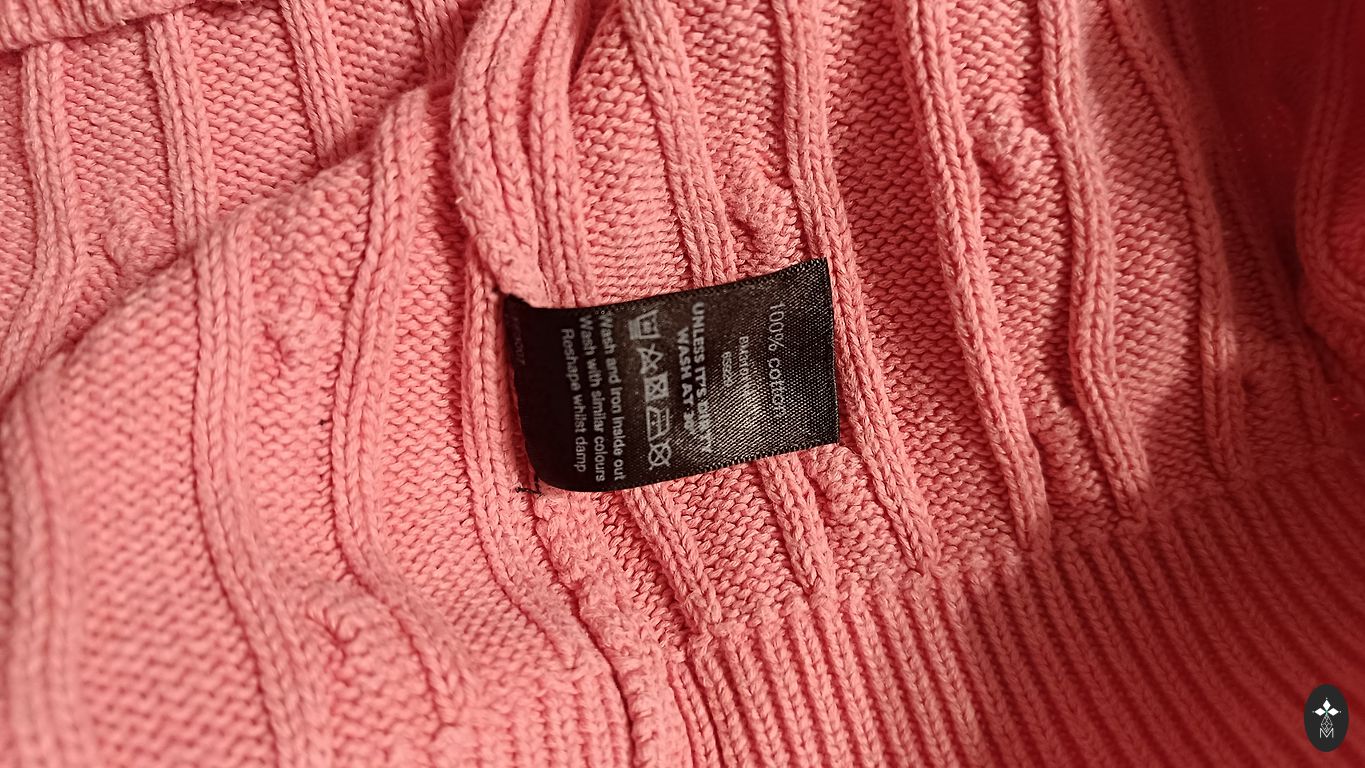 100% cotton
UNLESS IT'S DIRTY
WASH AT 30°
Wash and iron inside out
Wash with similar colours
Reshape whilst damp
M